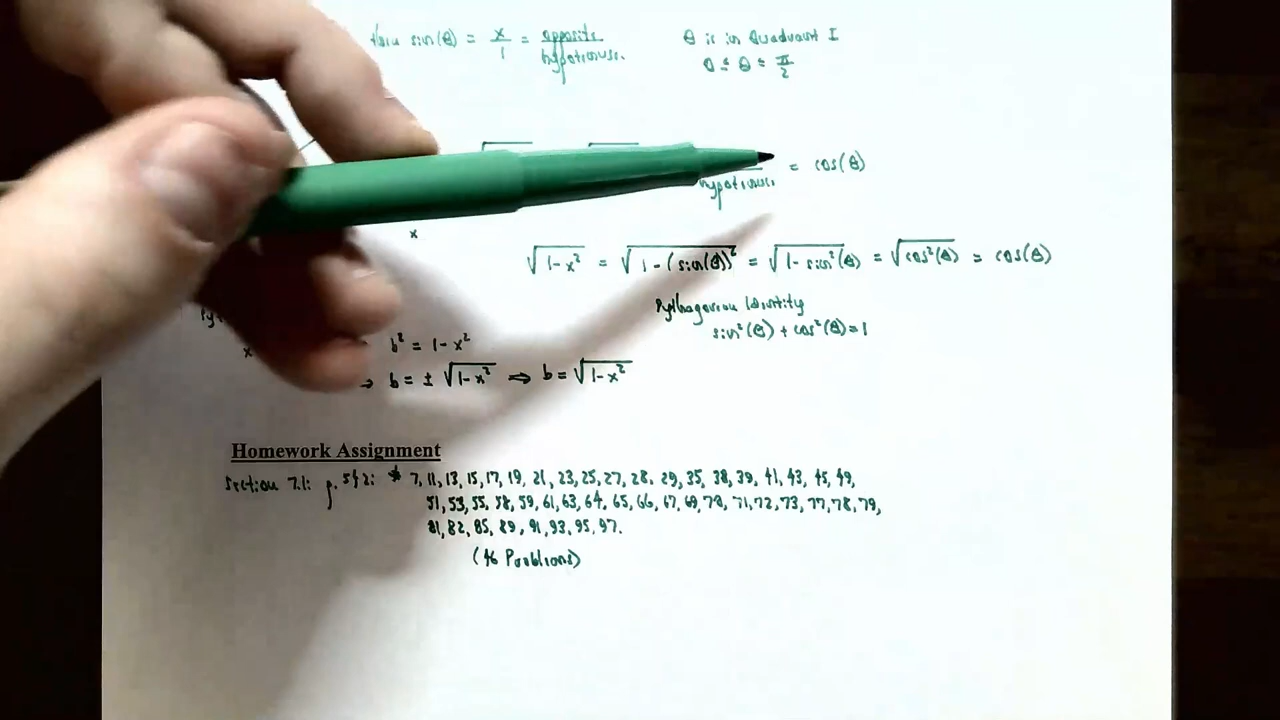 then sin(θ) = x/1 = opposite/hypotenuse. θ is in Quadrant I
0 ≤ θ ≤ π/2
hypotenuse = cos(θ)
x
√(1-x²) = √(1-(sin(θ))²) = √(1-sin²(θ)) = √(cos²(θ)) = cos(θ)
Pythagorean Identity
sin²(θ) + cos²(θ) = 1
b² = 1-x²
⇒ b = ± √(1-x²) ⇒ b = √(1-x²)
Homework Assignment
Section 7.1: p. 542: # 7, 11, 13, 15, 17, 19, 21, 23, 25, 27, 28, 29, 35, 38, 39, 41, 43, 45, 49,
51, 53, 55, 58, 59, 61, 63, 64, 65, 66, 67, 69, 70, 71, 72, 73, 77, 78, 79,
81, 82, 85, 89, 91, 93, 95, 97.
(46 Problems)